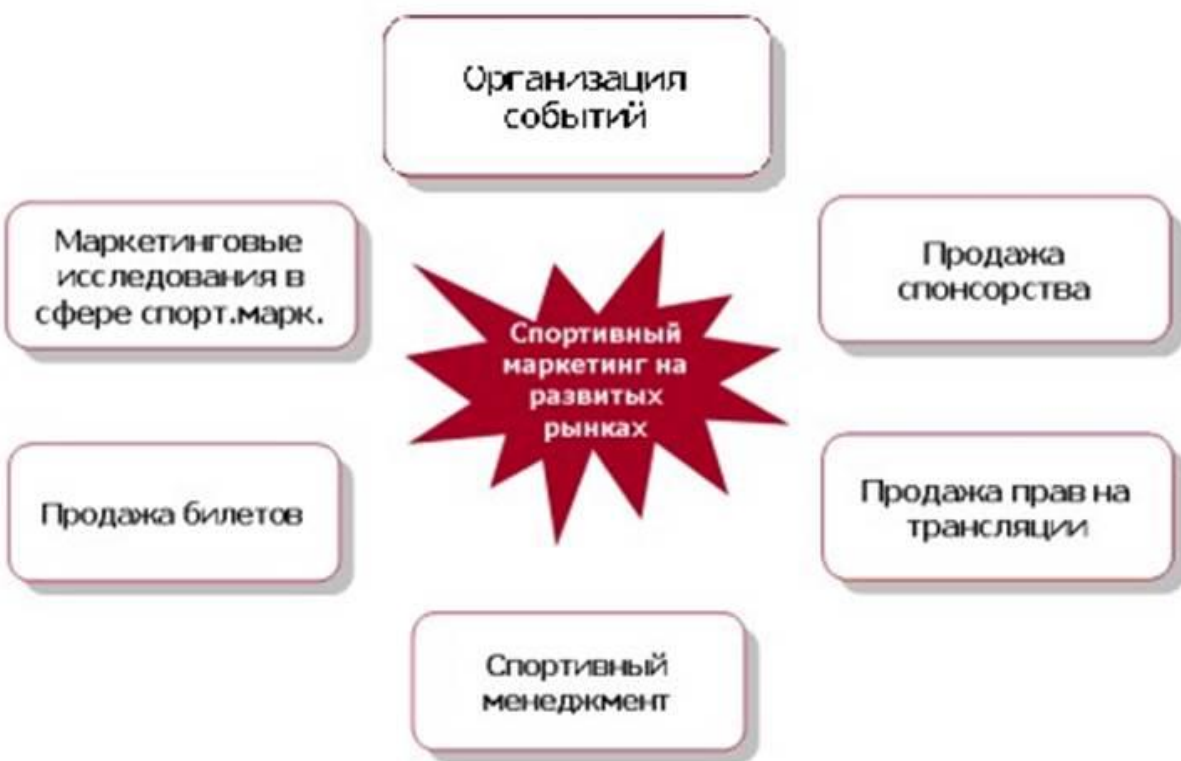 Организация
событий
Маркетинговые
исследования в
сфере спорт.марк.
Продажа
спонсорства
Спортивный
маркетинг на
развитых
рынках
Продажа билетов
Продажа прав на
трансляции
Спортивный
менеджмент